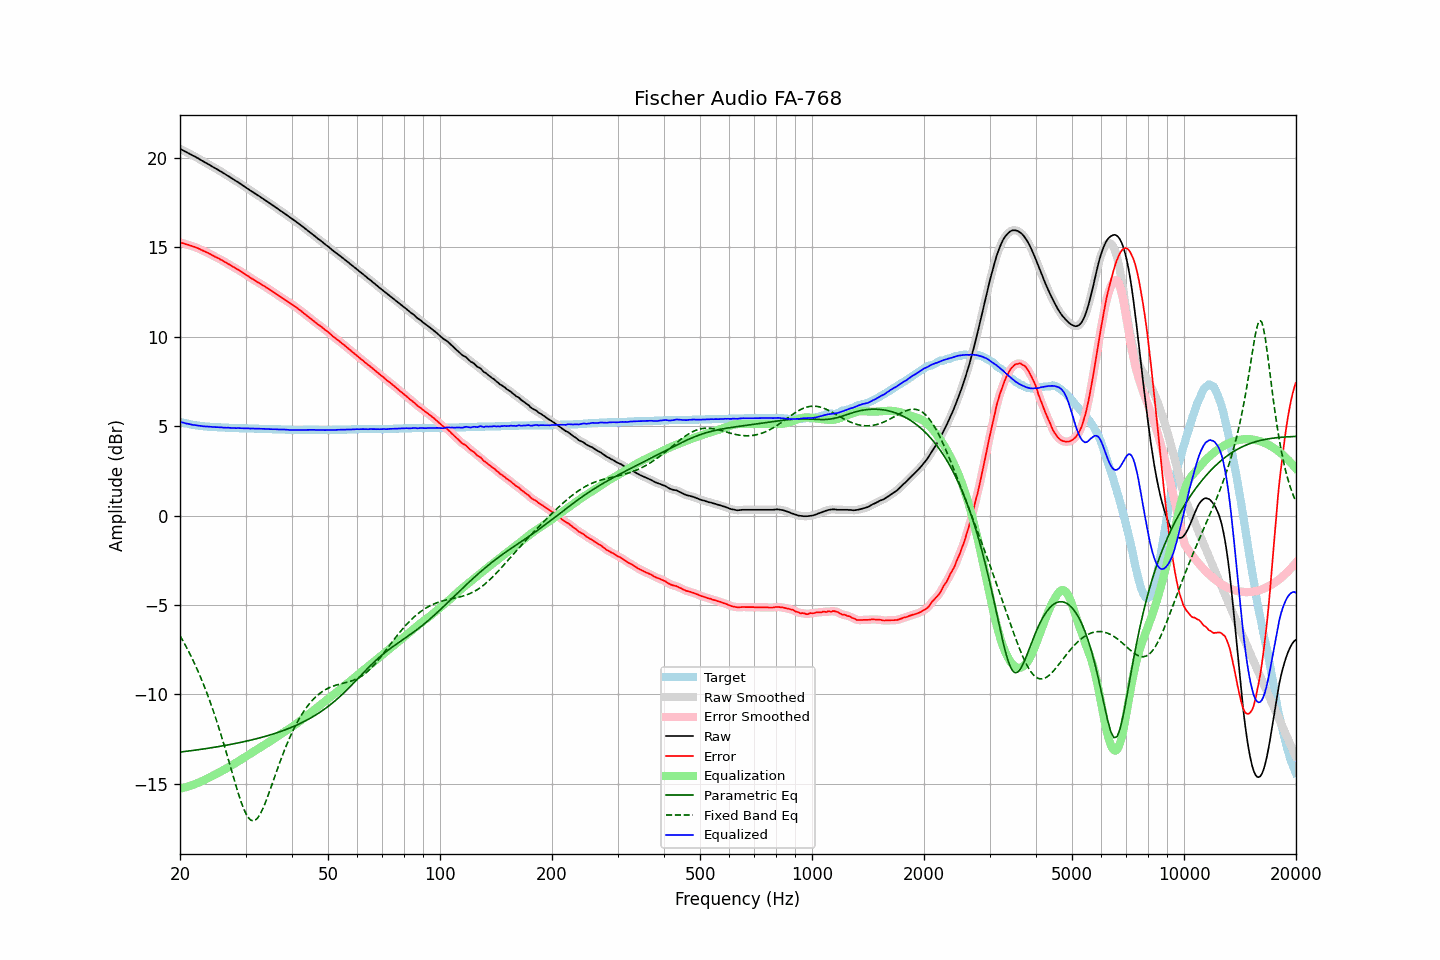 Fischer Audio FA-768
Amplitude (dBr)
20
15
10
5
0
−5
−10
−15
Target
Raw Smoothed
Error Smoothed
Raw
Error
Equalization
Parametric Eq
Fixed Band Eq
Equalized
20 50 100 200 500 1000 2000 5000 10000 20000
Frequency (Hz)